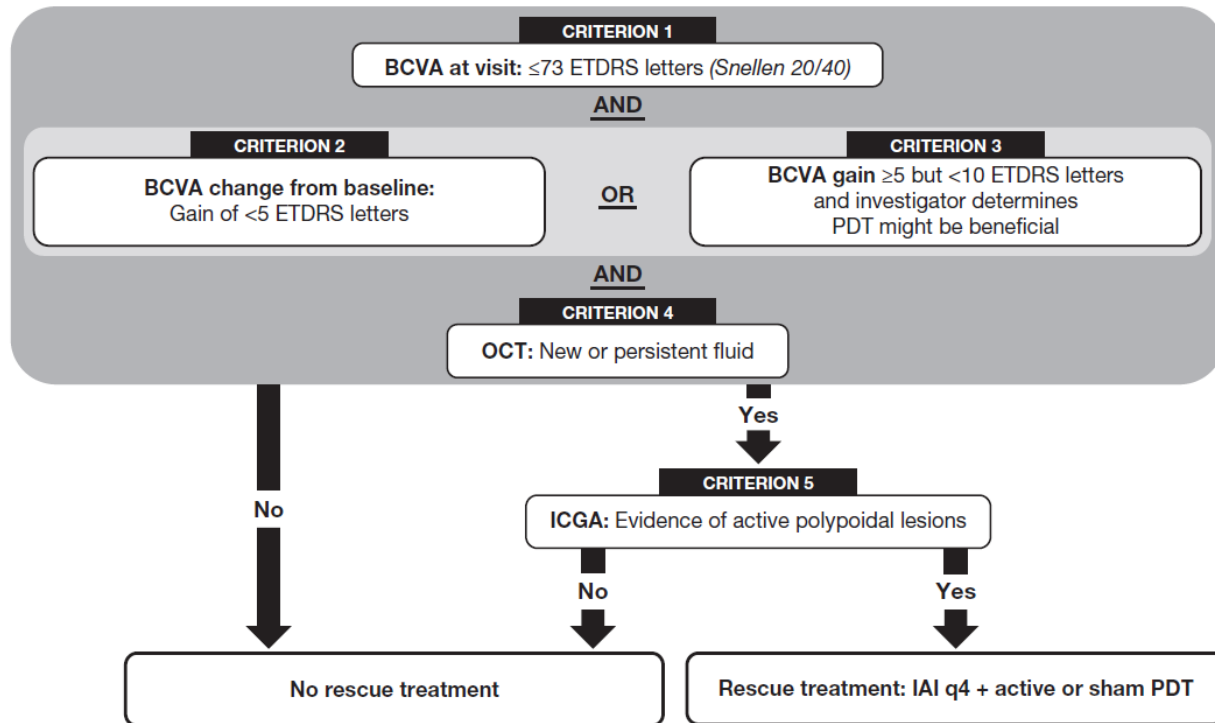 CRITERION 1
BCVA at visit: ≤73 ETDRS letters (Snellen 20/40)
AND
CRITERION 2
BCVA change from baseline:
Gain of <5 ETDRS letters
OR
CRITERION 3
BCVA gain ≥5 but <10 ETDRS letters
and investigator determines
PDT might be beneficial
AND
CRITERION 4
OCT: New or persistent fluid
Yes
CRITERION 5
ICGA: Evidence of active polypoidal lesions
No
No
Yes
No rescue treatment
Rescue treatment: IAI q4 + active or sham PDT